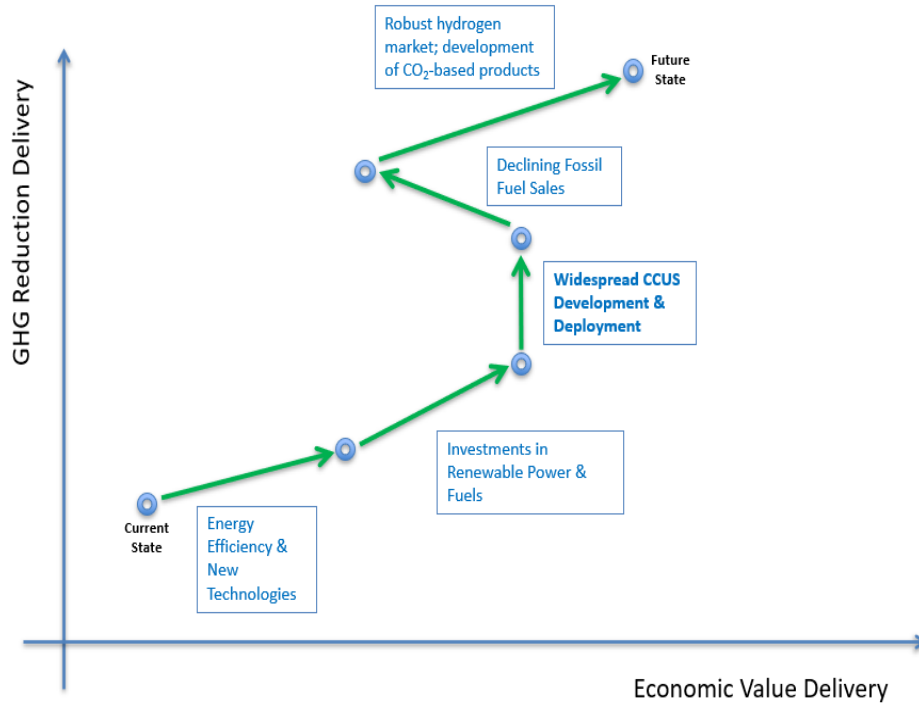 Robust hydrogen
market; development
of CO₂-based products
Future
State
GHG Reduction Delivery
Declining Fossil
Fuel Sales
Widespread CCUS
Development &
Deployment
Investments in
Renewable Power &
Fuels
Current
State
Energy
Efficiency &
New
Technologies
Economic Value Delivery